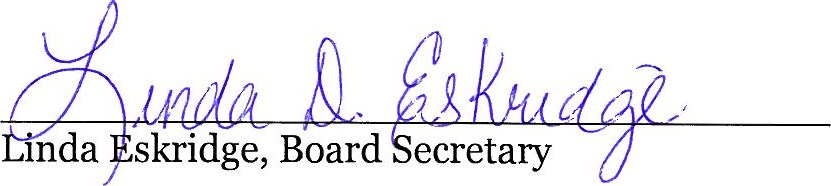 Linda D. Eskridge
Linda Eskridge, Board Secretary